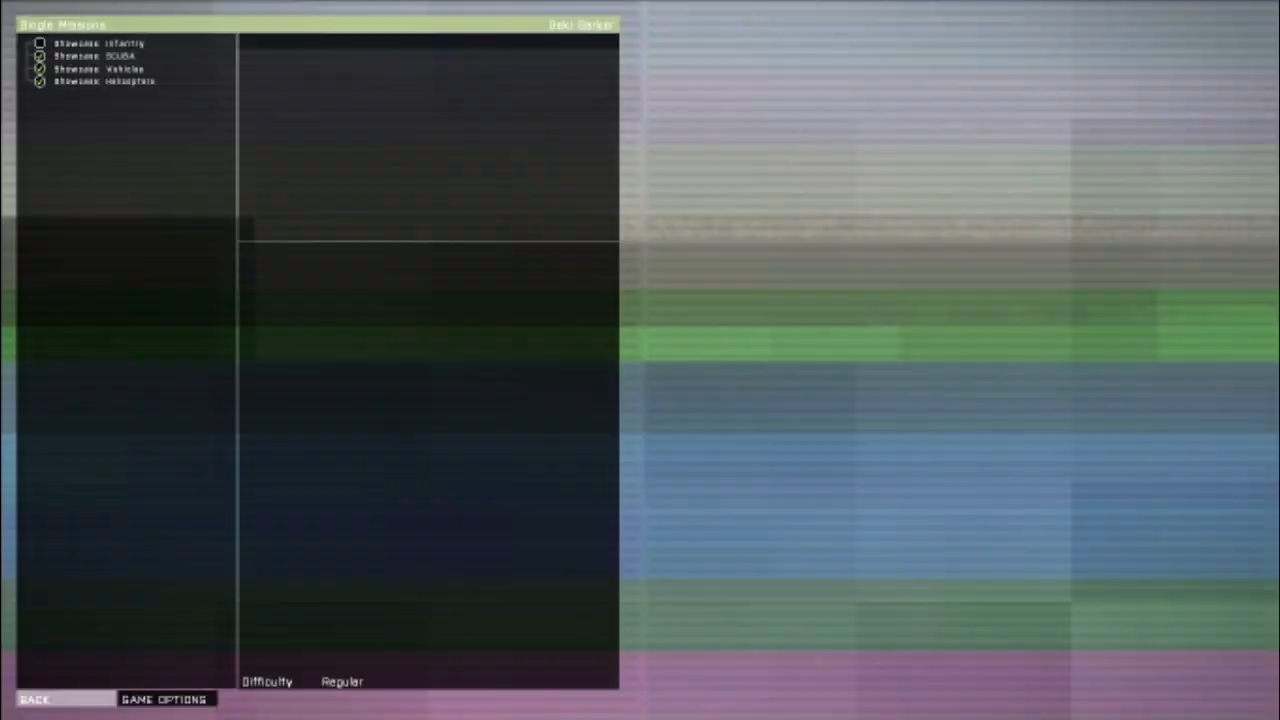 Single Missions
Showcase: Infantry
Showcase: SCUBA
Showcase: Vehicles
Showcase: Helicopters
Difficulty Regular
BACK
GAME OPTIONS